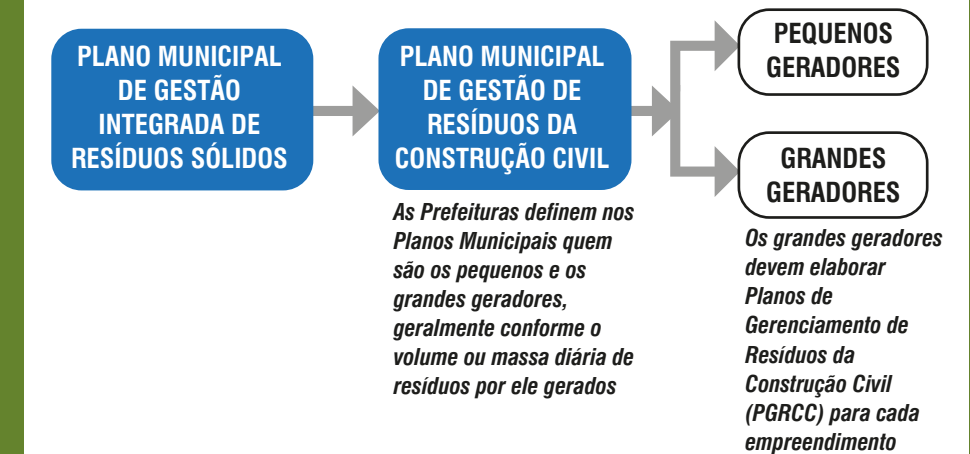 PLANO MUNICIPAL
DE GESTÃO
INTEGRADA DE
RESÍDUOS SÓLIDOS
PLANO MUNICIPAL
DE GESTÃO DE
RESÍDUOS DA
CONSTRUÇÃO CIVIL
As Prefeituras definem nos
Planos Municipais quem
são os pequenos e os
grandes geradores,
geralmente conforme o
volume ou massa diária de
resíduos por ele gerados
PEQUENOS
GERADORES
GRANDES
GERADORES
Os grandes geradores
devem elaborar
Planos de
Gerenciamento de
Resíduos da
Construção Civil
(PGRCC) para cada
empreendimento